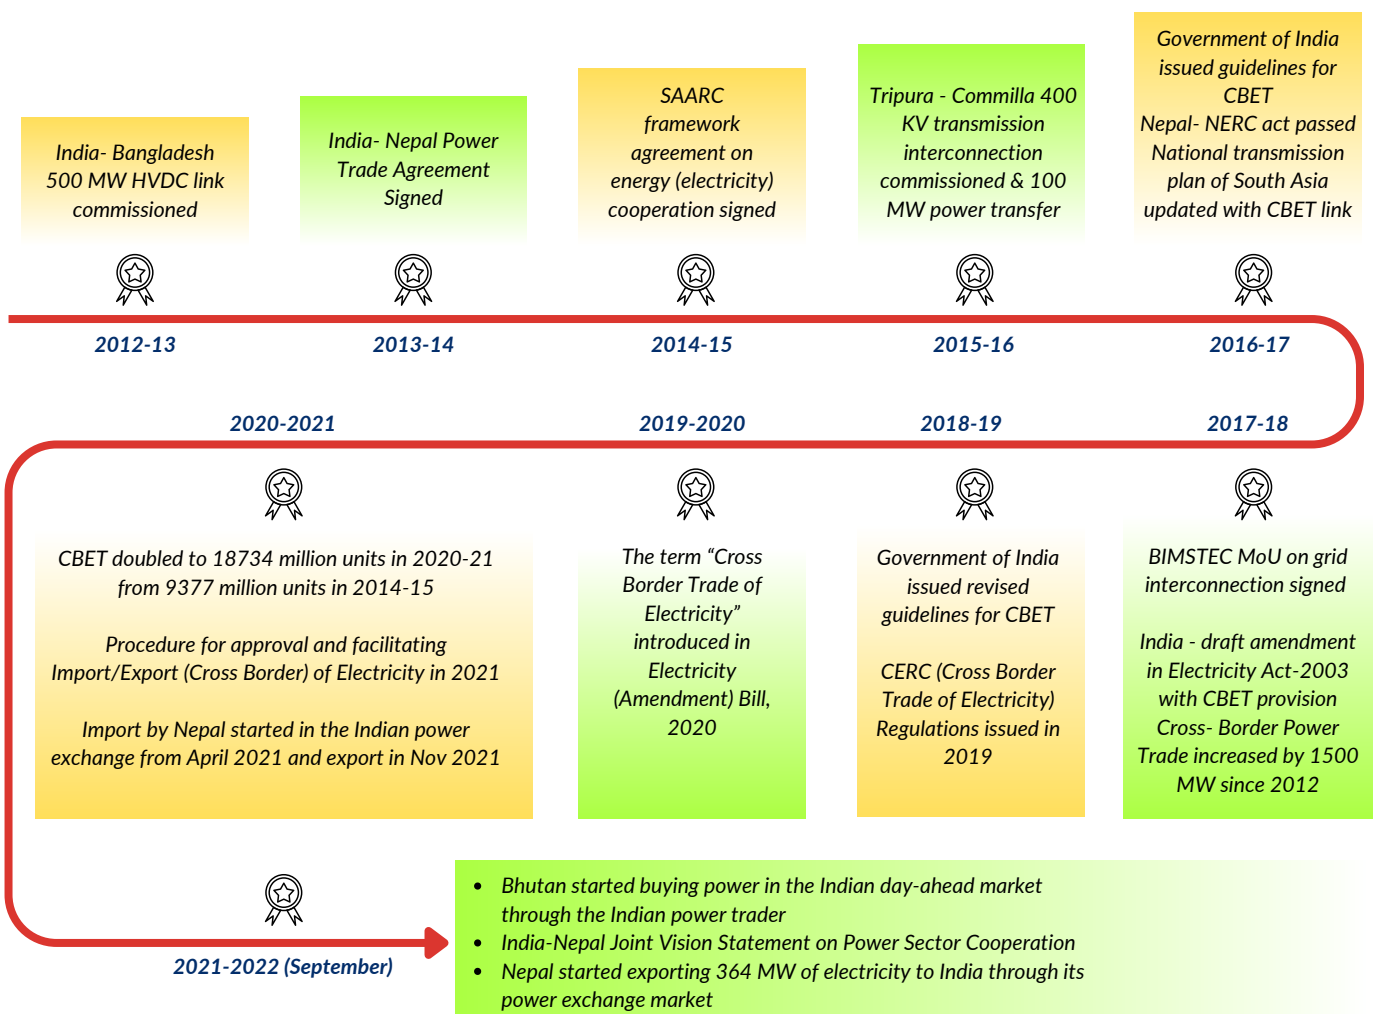 India- Bangladesh
500 MW HVDC link
commissioned
India- Nepal Power
Trade Agreement
Signed
SAARC
framework
agreement on
energy (electricity)
cooperation signed
Tripura - Commilla 400
KV transmission
interconnection
commissioned & 100
MW power transfer
Government of India
issued guidelines for
CBET
Nepal- NERC act passed
National transmission
plan of South Asia
updated with CBET link
2012-13
2013-14
2014-15
2015-16
2016-17
2020-2021
2019-2020
2018-19
2017-18
CBET doubled to 18734 million units in 2020-21
from 9377 million units in 2014-15
Procedure for approval and facilitating
Import/Export (Cross Border) of Electricity in 2021
Import by Nepal started in the Indian power
exchange from April 2021 and export in Nov 2021
The term “Cross
Border Trade of
Electricity”
introduced in
Electricity
(Amendment) Bill,
2020
Government of India
issued revised
guidelines for CBET
CERC (Cross Border
Trade of Electricity)
Regulations issued in
2019
BIMSTEC MoU on grid
interconnection signed
India - draft amendment
in Electricity Act-2003
with CBET provision
Cross- Border Power
Trade increased by 1500
MW since 2012
2021-2022 (September)
• Bhutan started buying power in the Indian day-ahead market
through the Indian power trader
• India-Nepal Joint Vision Statement on Power Sector Cooperation
• Nepal started exporting 364 MW of electricity to India through its
power exchange market